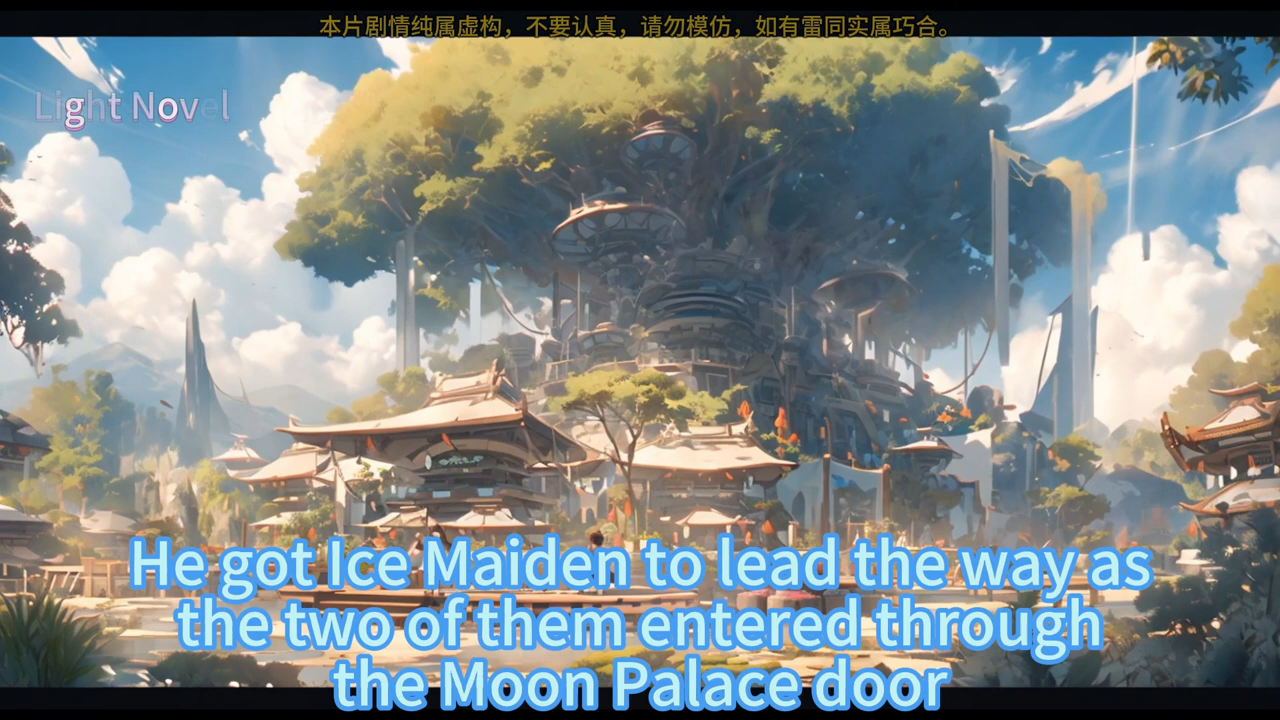 本片剧情纯属虚构，不要认真，请勿模仿，如有雷同实属巧合。
Light Novel
He got Ice Maiden to lead the way as
the two of them entered through
the Moon Palace door